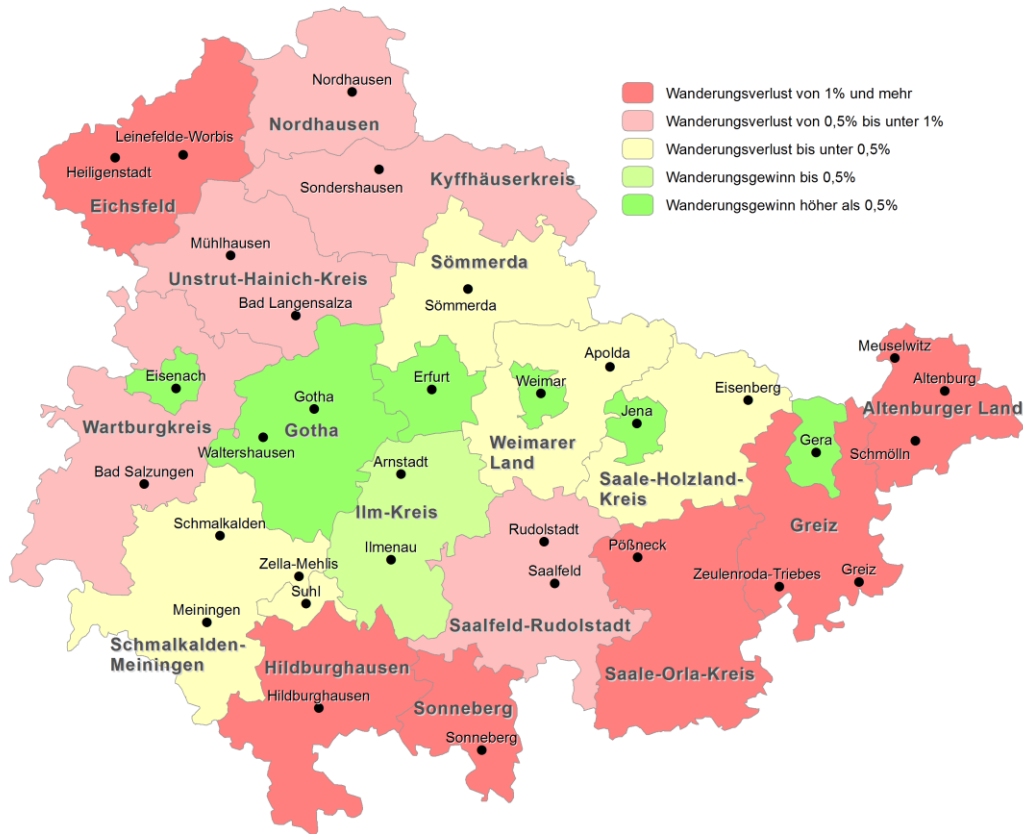 Nordhausen
Nordhausen
Leinefelde-Worbis
Heiligenstadt
Eichsfeld
Sondershausen
Kyffhäuserkreis
Wanderungsverlust von 1% und mehr
Wanderungsverlust von 0,5% bis unter 1%
Wanderungsverlust bis unter 0,5%
Wanderungsgewinn bis 0,5%
Wanderungsgewinn höher als 0,5%
Mühlhausen
Unstrut-Hainich-Kreis
Bad Langensalza
Sömmerda
Sömmerda
Eisenach
Wartburgkreis
Bad Salzungen
Gotha
Gotha
Waltershausen
Erfurt
Weimar
Apolda
Weimarer
Land
Jena
Eisenberg
Saale-Holzland-
Kreis
Gera
Meuselwitz
Altenburg
Altenburger Land
Schmölln
Arnstadt
Ilm-Kreis
Ilmenau
Schmalkalden
Zella-Mehlis
Suhl
Meiningen
Schmalkalden-
Meiningen
Rudolstadt
Saalfeld
Saalfeld-Rudolstadt
Pößneck
Saale-Orla-Kreis
Greiz
Zeulenroda-Triebes
Greiz
Hildburghausen
Hildburghausen
Sonneberg
Sonneberg